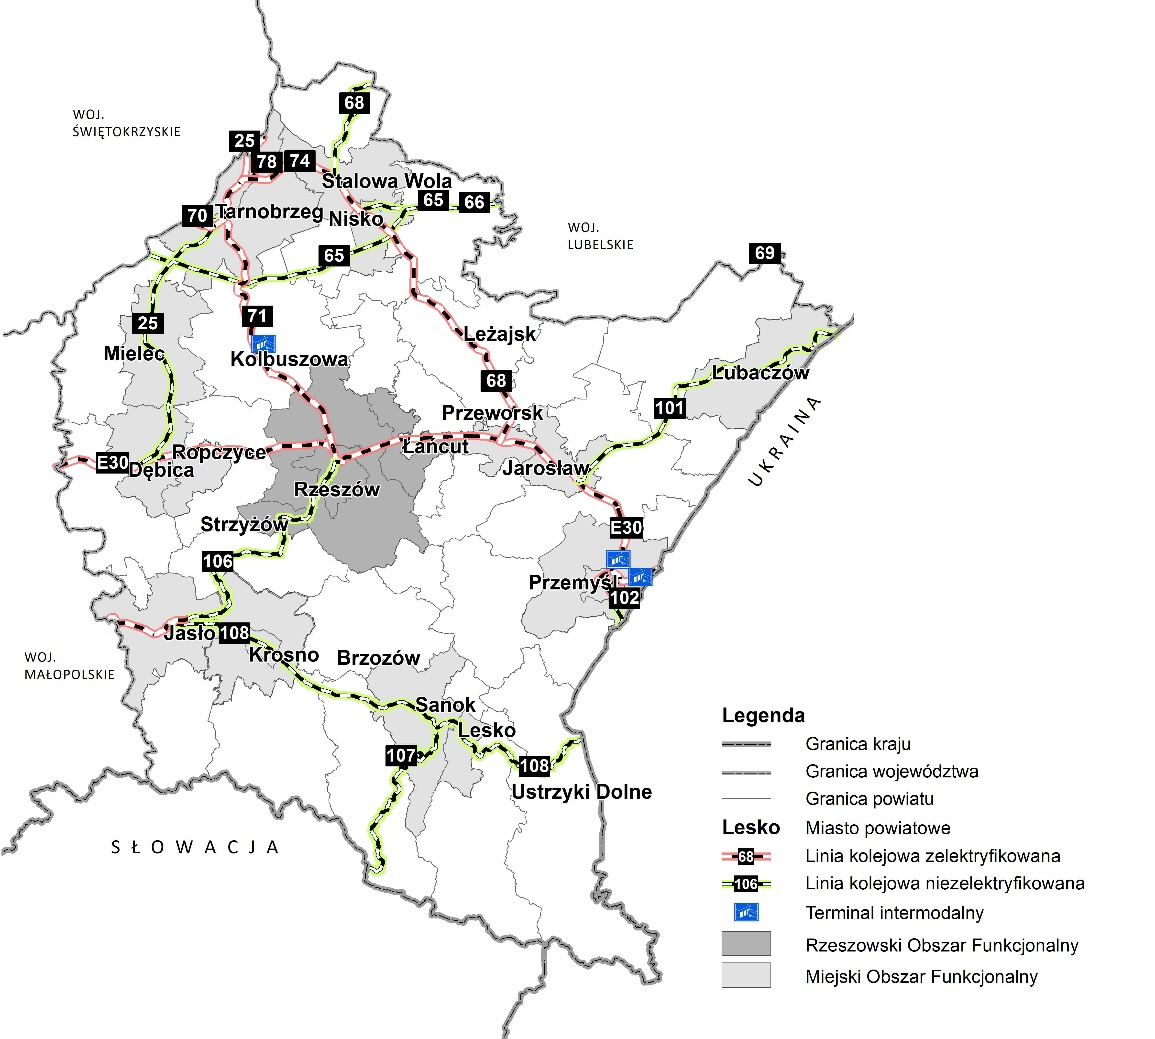 68
WOJ.
ŚWIĘTOKRZYSKIE
25
78
74
Stalowa Wola
65
66
70
Tarnobrzeg
Nisko
WOJ.
LUBELSKIE
65
69
71
25
Leżajsk
Mielec
Kolbuszowa
Lubaczów
68
101
Przeworsk
UKRAINA
Łańcut
Ropczyce
E30
Dębica
Jarosław
Rzeszów
Strzyżów
E30
106
Przemyśl
102
Jasło
108
Krosno
Brzozów
WOJ.
MAŁOPOLSKIE
Sanok
Lesko
107
108
Ustrzyki Dolne
SŁOWACJA
Legenda
Granica kraju
Granica województwa
Granica powiatu
Lesko Miasto powiatowe
68 Linia kolejowa zelektryfikowana
106 Linia kolejowa niezelektryfikowana
Terminal intermodalny
Rzeszowski Obszar Funkcjonalny
Miejski Obszar Funkcjonalny